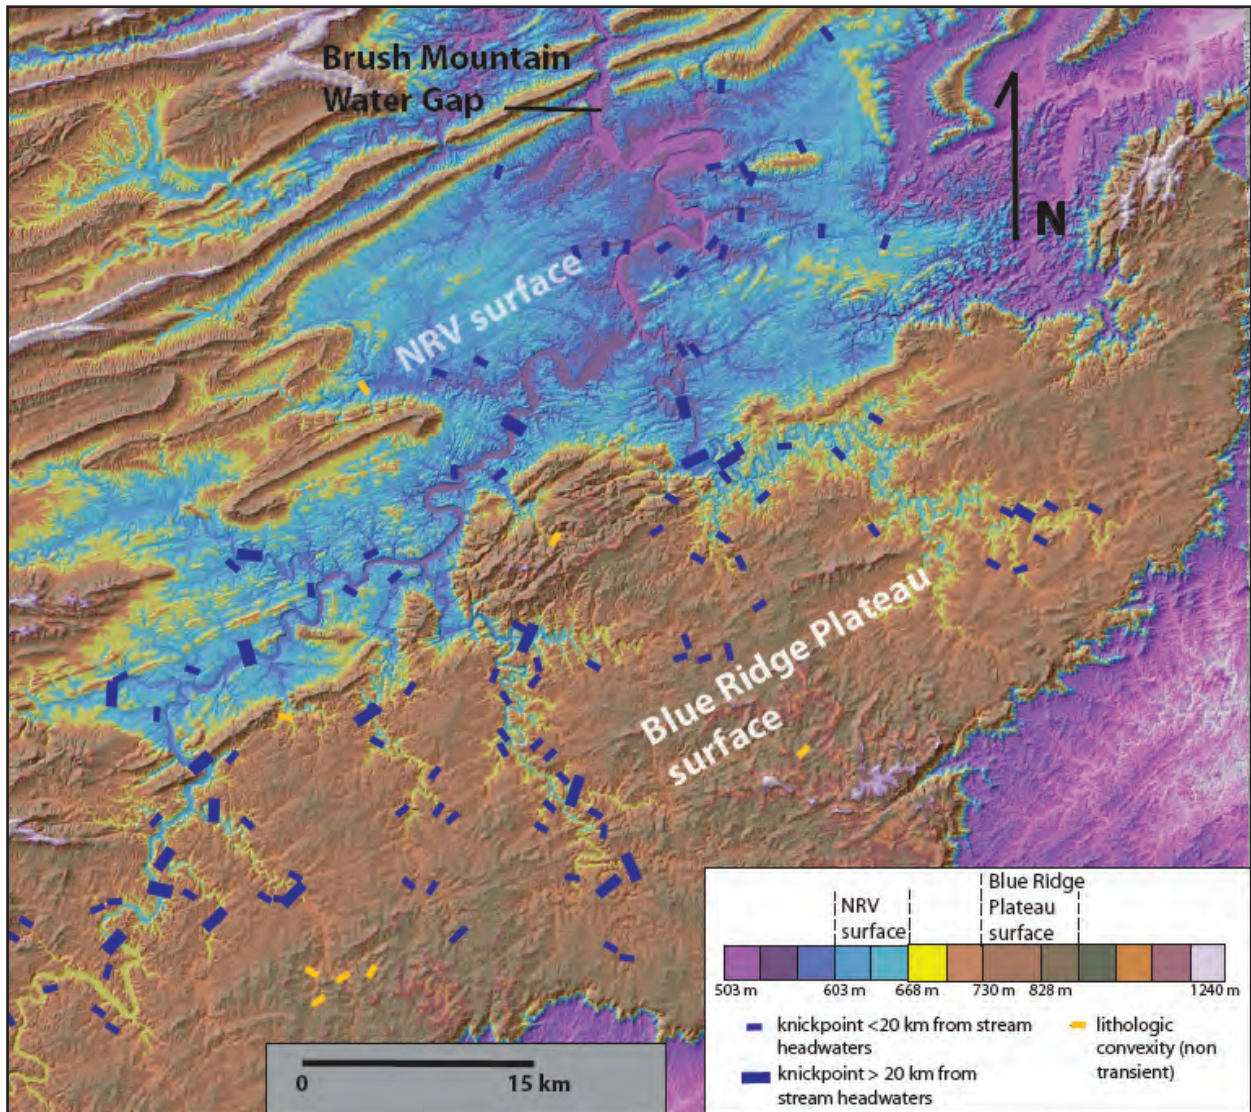 Brush Mountain
Water Gap
N
NRV surface
Blue Ridge Plateau
surface
NRV
surface
Blue Ridge
Plateau
surface
503 m
603 m
668 m
730 m
828 m
1240 m
knickpoint <20 km from stream
headwaters
knickpoint > 20 km from
stream headwaters
lithologic
convexity (non
transient)
0
15 km